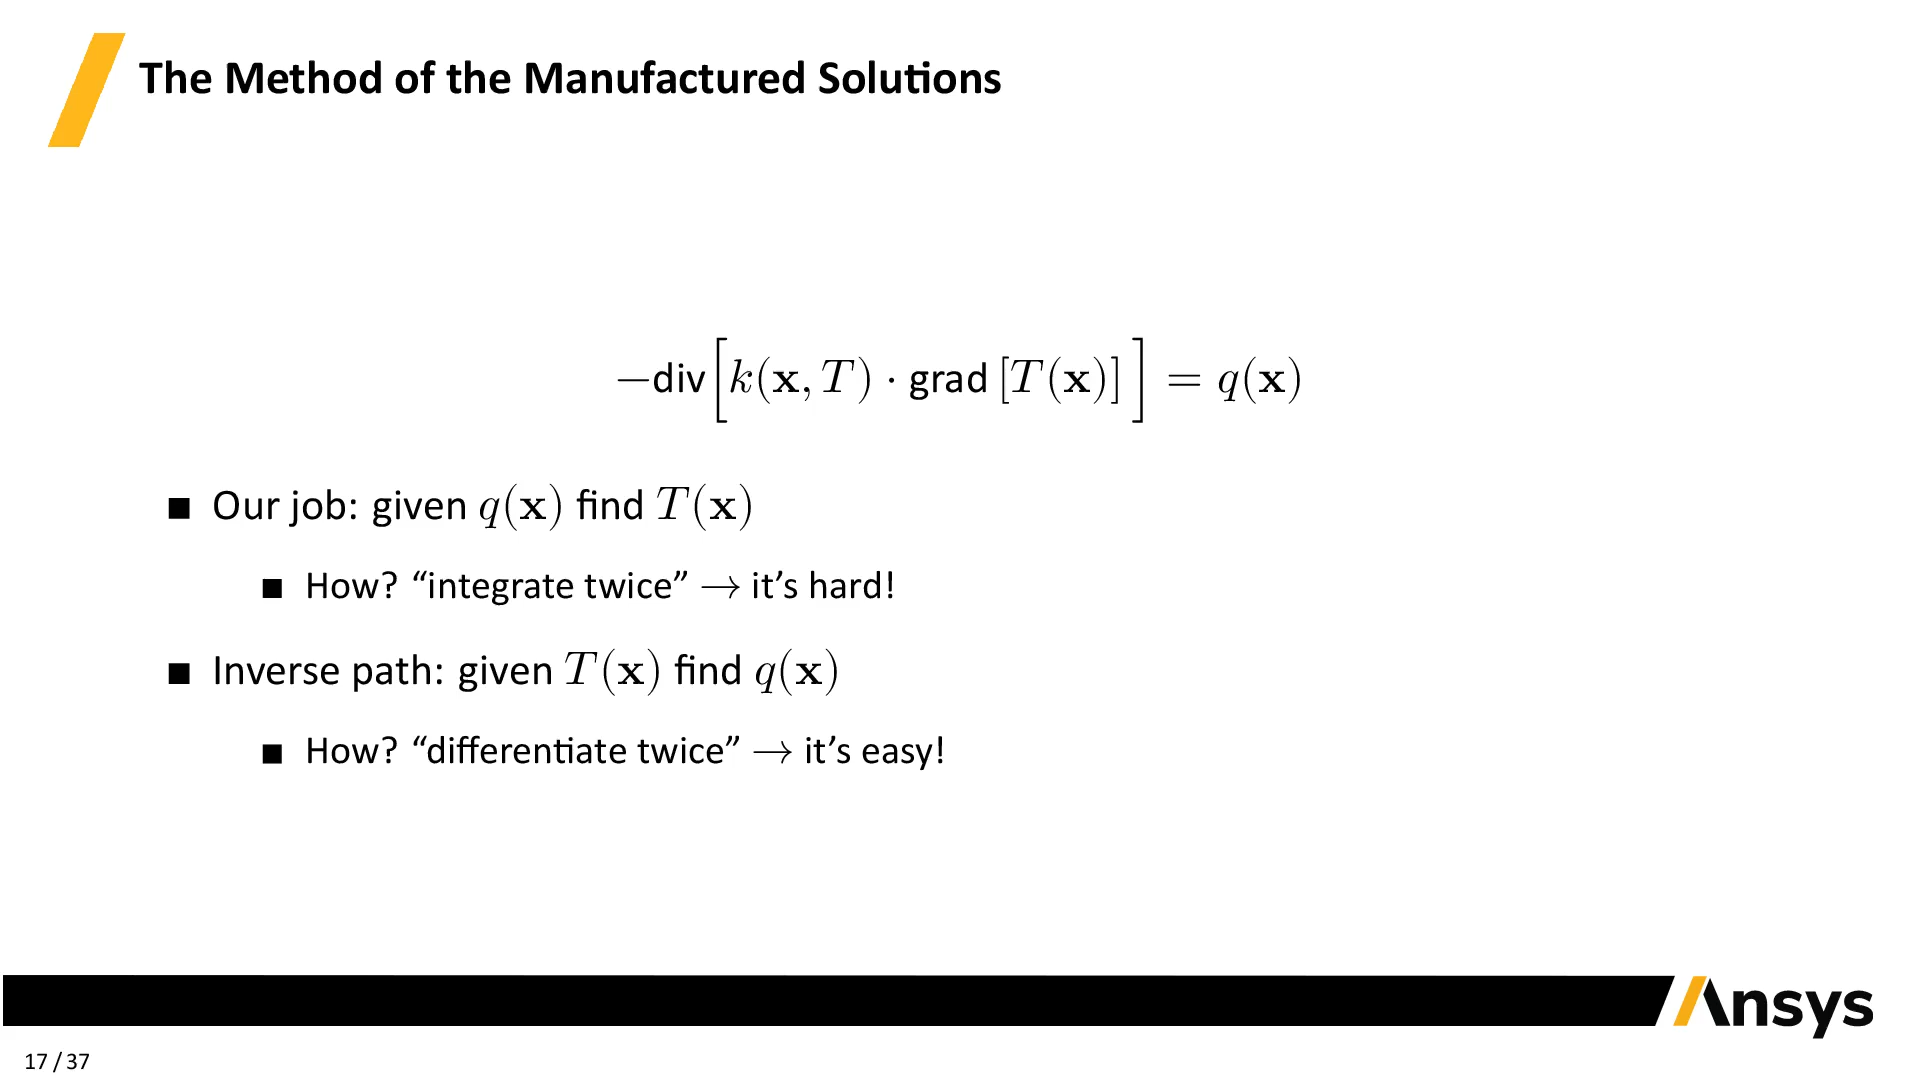 The Method of the Manufactured Solutions
−div[k(𝐱, T) · grad [T(𝐱)]] = q(𝐱)
■ Our job: given q(𝐱) find T(𝐱)
■ How? “integrate twice” → it’s hard!
■ Inverse path: given T(𝐱) find q(𝐱)
■ How? “differentiate twice” → it’s easy!
Ansys
17 / 37